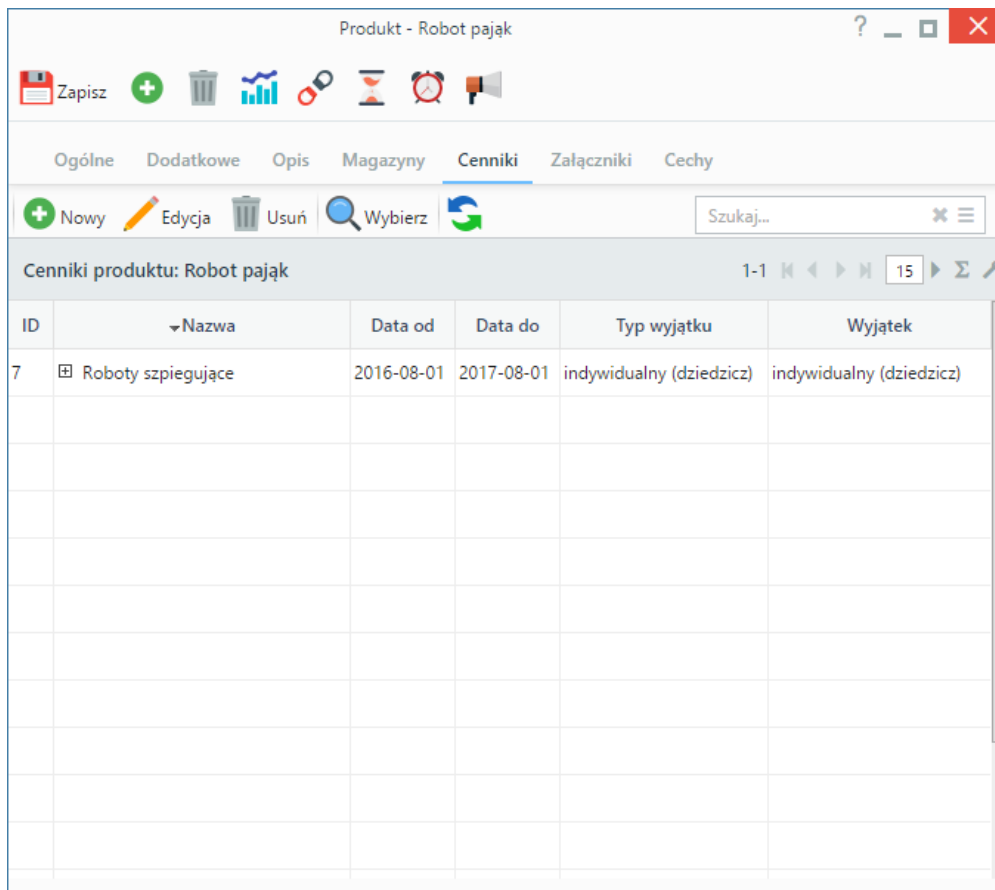 Produkt - Robot pająk ?
Zapisz
Ogólne Dodatkowe Opis Magazyny Cenniki Załączniki Cechy
Nowy Edycja Usuń Wybierz Szukaj...
Cenniki produktu: Robot pająk 1-1 15 Σ
ID Nazwa Data od Data do Typ wyjątku Wyjątek
7 Roboty szpiegujące 2016-08-01 2017-08-01 indywidualny (dziedzicz) indywidualny (dziedzicz)